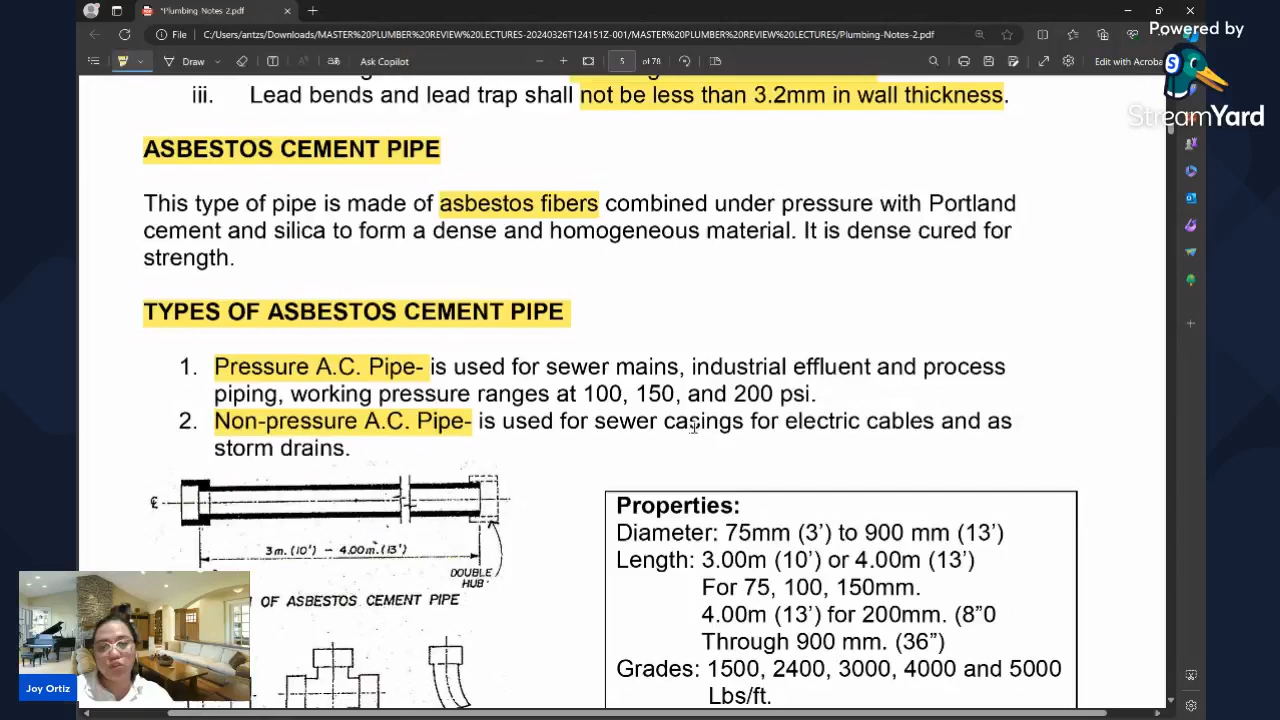 *Plumbing-Notes 2.pdf
File
C:/Users/antzs/Downloads/MASTER%20PLUMBER%20REVIEW%20LECTURES-20240326T124151Z-001/MASTER%20PLUMBER%20REVIEW%20LECTURES/Plumbing-Notes-2.pdf
Powered by
Draw
Ask Copilot
5 of 78
Edit with Acroba
StreamYard
iii. Lead bends and lead trap shall not be less than 3.2mm in wall thickness.
ASBESTOS CEMENT PIPE
This type of pipe is made of asbestos fibers combined under pressure with Portland
cement and silica to form a dense and homogeneous material. It is dense cured for
strength.
TYPES OF ASBESTOS CEMENT PIPE
1. Pressure A.C. Pipe- is used for sewer mains, industrial effluent and process
piping, working pressure ranges at 100, 150, and 200 psi.
2. Non-pressure A.C. Pipe- is used for sewer casings for electric cables and as
storm drains.
3m.(10') - 4.00m.(13')
DOUBLE
HUB
OF ASBESTOS CEMENT PIPE
Properties:
Diameter: 75mm (3') to 900 mm (13')
Length: 3.00m (10') or 4.00m (13')
For 75, 100, 150mm.
4.00m (13') for 200mm. (8"0
Through 900 mm. (36")
Grades: 1500, 2400, 3000, 4000 and 5000
Lbs/ft.
Joy Ortiz